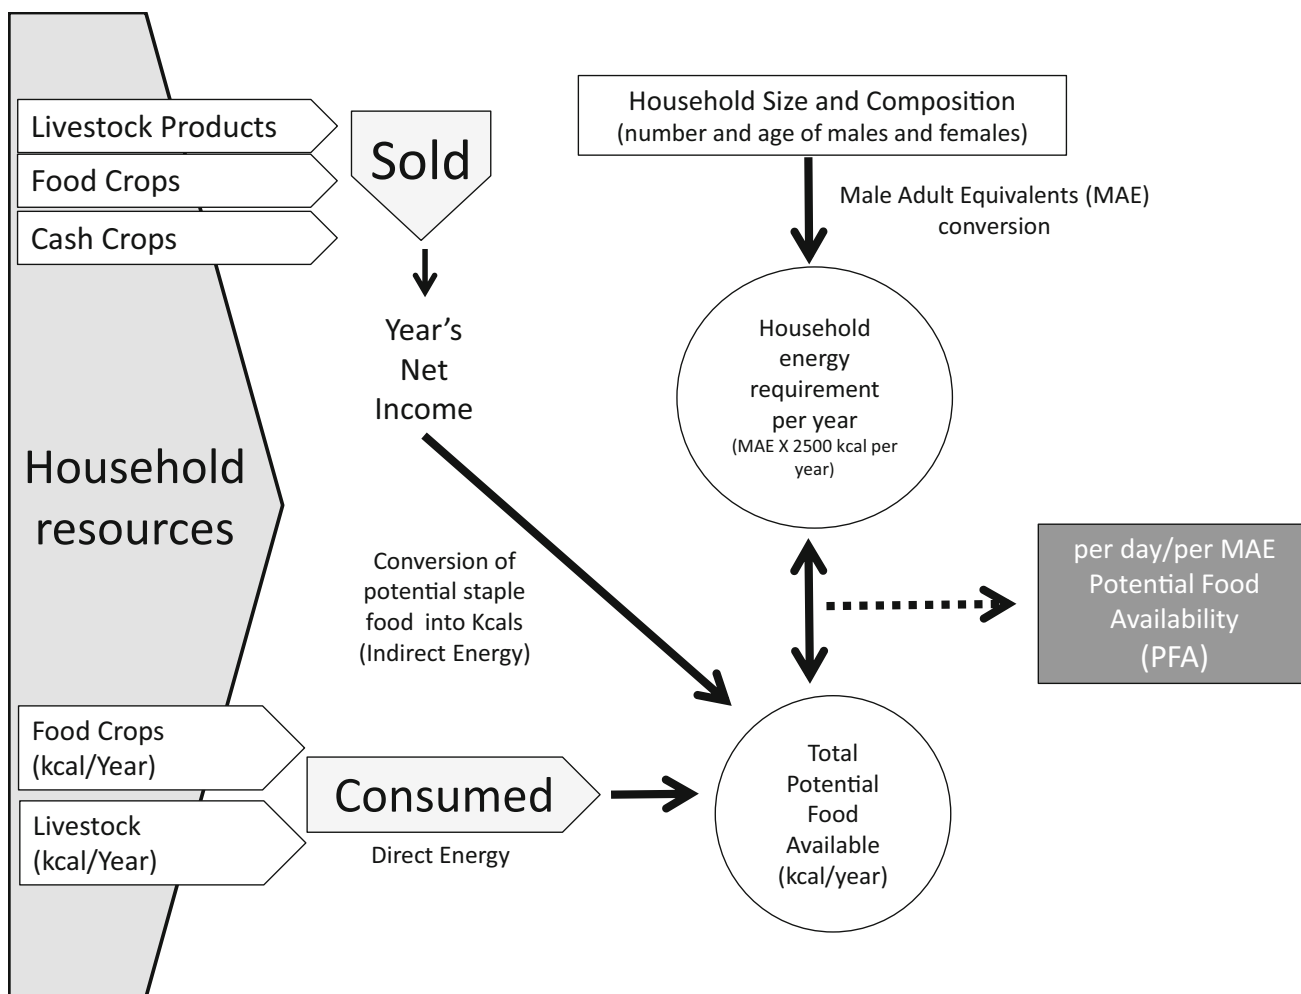 Livestock Products
Food Crops
Cash Crops
Sold
Year’s
Net
Income
Household
resources
Conversion of
potential staple
food into Kcals
(Indirect Energy)
Food Crops
(kcal/Year)
Livestock
(kcal/Year)
Consumed
Direct Energy
Household Size and Composition
(number and age of males and females)
Male Adult Equivalents (MAE)
conversion
Household
energy
requirement
per year
(MAE X 2500 kcal per
year)
per day/per MAE
Potential Food
Availability
(PFA)
Total
Potential
Food
Available
(kcal/year)